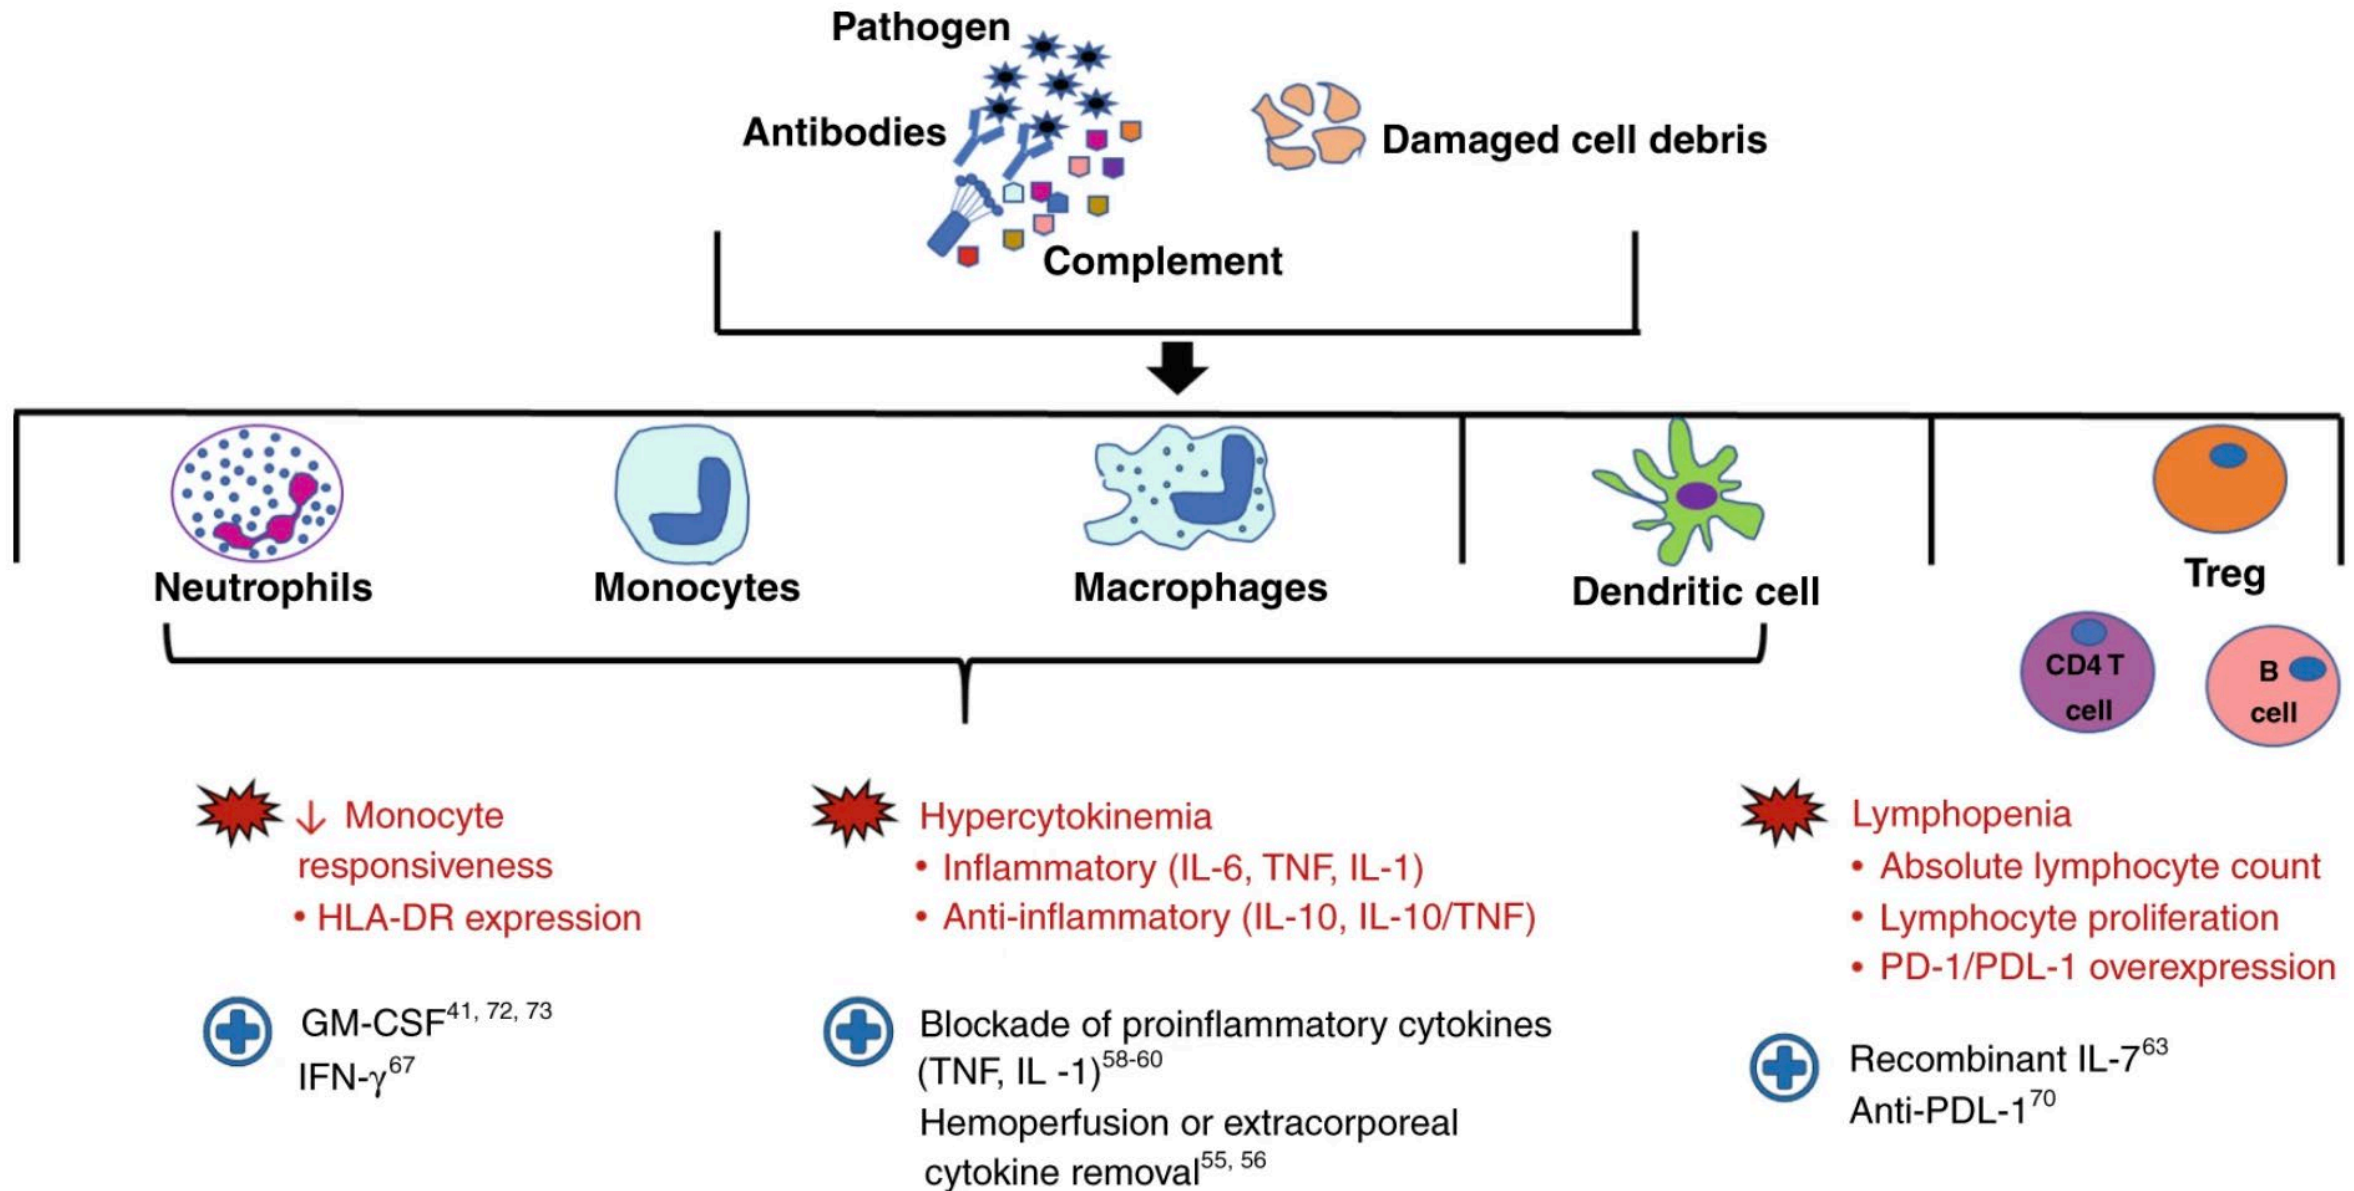 Pathogen
Antibodies
Damaged cell debris
Complement
Neutrophils
Monocytes
Macrophages
Dendritic cell
Treg
CD4 T
cell
B
cell
↓ Monocyte
responsiveness
• HLA-DR expression
GM-CSF41, 72, 73
IFN-γ67
Hypercytokinemia
• Inflammatory (IL-6, TNF, IL-1)
• Anti-inflammatory (IL-10, IL-10/TNF)
Blockade of proinflammatory cytokines
(TNF, IL -1)58-60
Hemoperfusion or extracorporeal
cytokine removal55, 56
Lymphopenia
• Absolute lymphocyte count
• Lymphocyte proliferation
• PD-1/PDL-1 overexpression
Recombinant IL-763
Anti-PDL-170